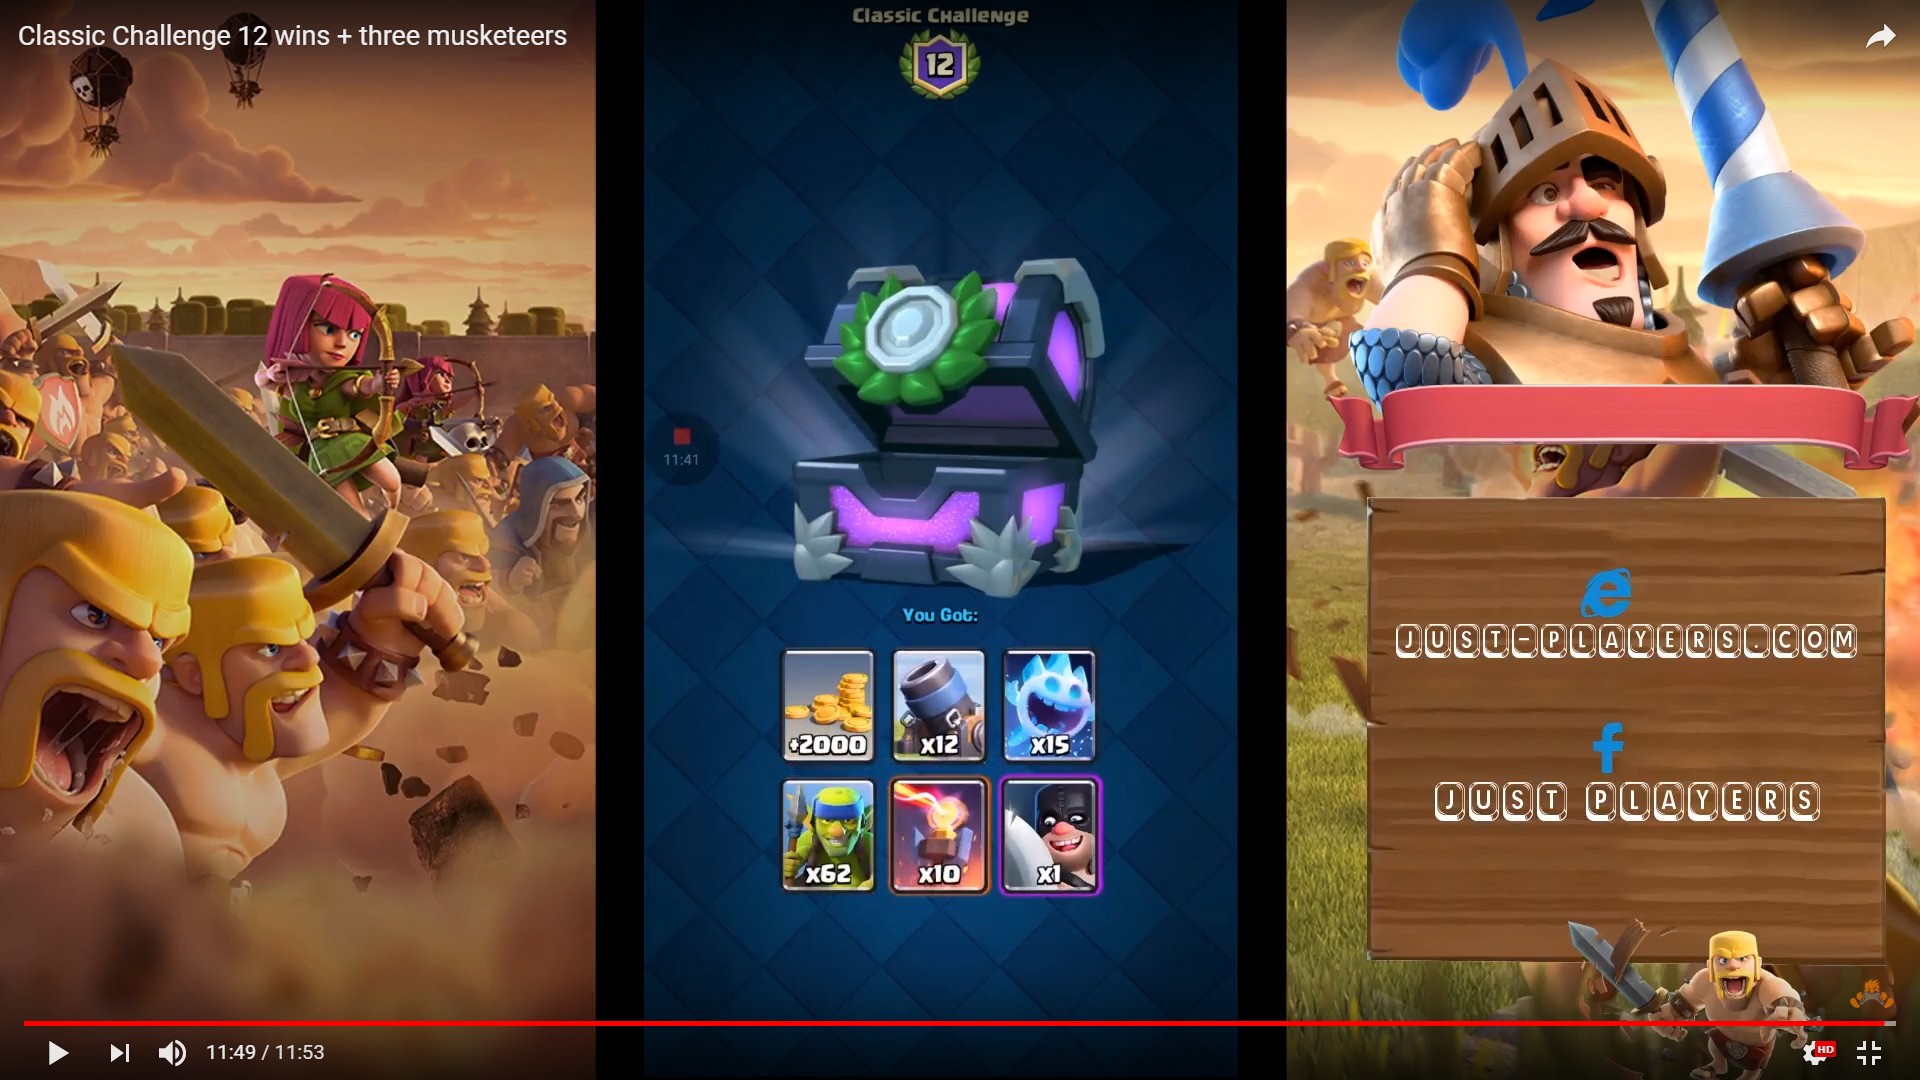 Classic Challenge 12 wins + three musketeers
Classic Challenge
12
11:41
You Got:
+2000
x12
x15
x62
x10
x1
JUST-PLAYERS.COM
JUST PLAYERS
11:49 / 11:53
HD